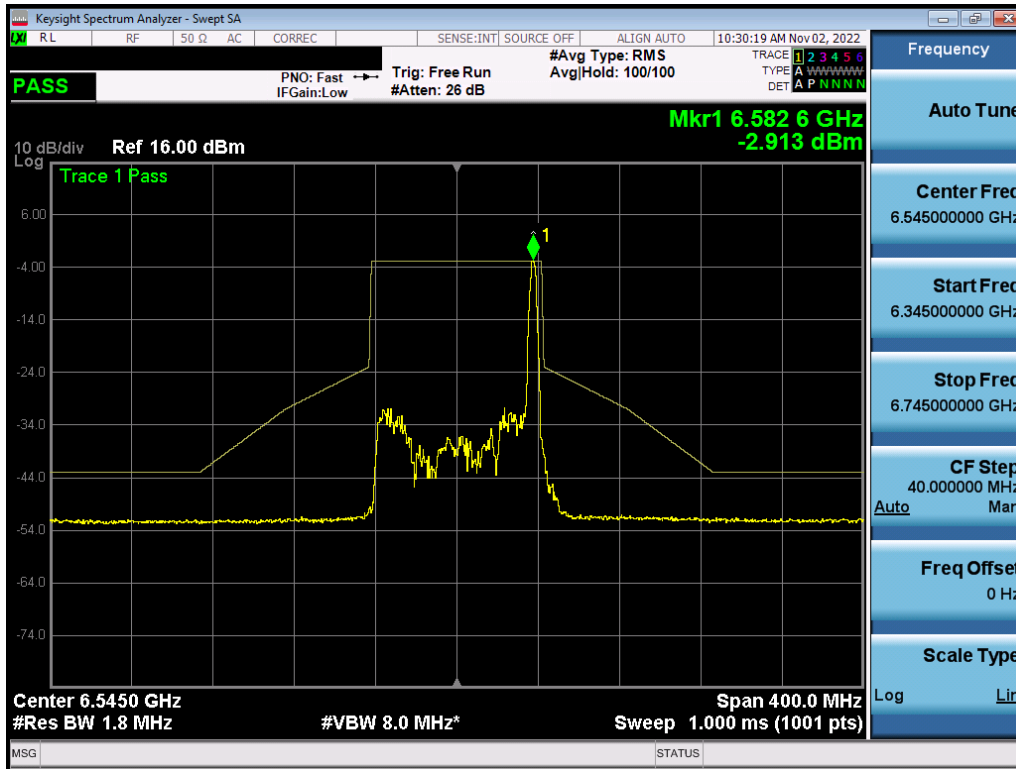 Keysight Spectrum Analyzer - Swept SA
LXI RL RF 50 Ω AC CORREC SENSE:INT SOURCE OFF ALIGN AUTO 10:30:19 AM Nov 02, 2022
PASS
PNO: Fast
IFGain:Low
Trig: Free Run
#Atten: 26 dB
#Avg Type: RMS
Avg|Hold: 100/100
TRACE 1 2 3 4 5 6
TYPE A WWWWW
DET A P N N N N
Mkr1 6.582 6 GHz
-2.913 dBm
10 dB/div Ref 16.00 dBm
Log
Trace 1 Pass
1
6.00
-4.00
-14.0
-24.0
-34.0
-44.0
-54.0
-64.0
-74.0
Center 6.5450 GHz Span 400.0 MHz
#Res BW 1.8 MHz #VBW 8.0 MHz* Sweep 1.000 ms (1001 pts)
MSG STATUS
Frequency
Auto Tune
Center Freq
6.545000000 GHz
Start Freq
6.345000000 GHz
Stop Freq
6.745000000 GHz
CF Step
40.000000 MHz
Auto Man
Freq Offset
0 Hz
Scale Type
Log Lin